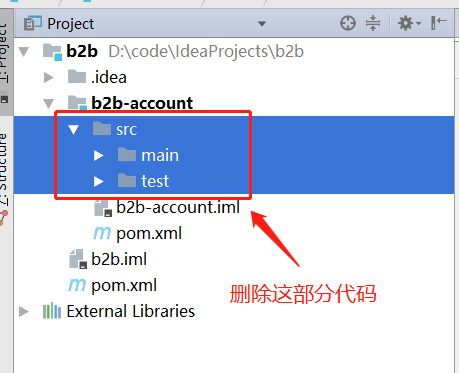 Project
b2b D:\code\IdeaProjects\b2b
.idea
b2b-account
src
main
test
b2b-account.iml
pom.xml
b2b.iml
pom.xml
External Libraries
删除这部分代码
1: Project
7: Structure